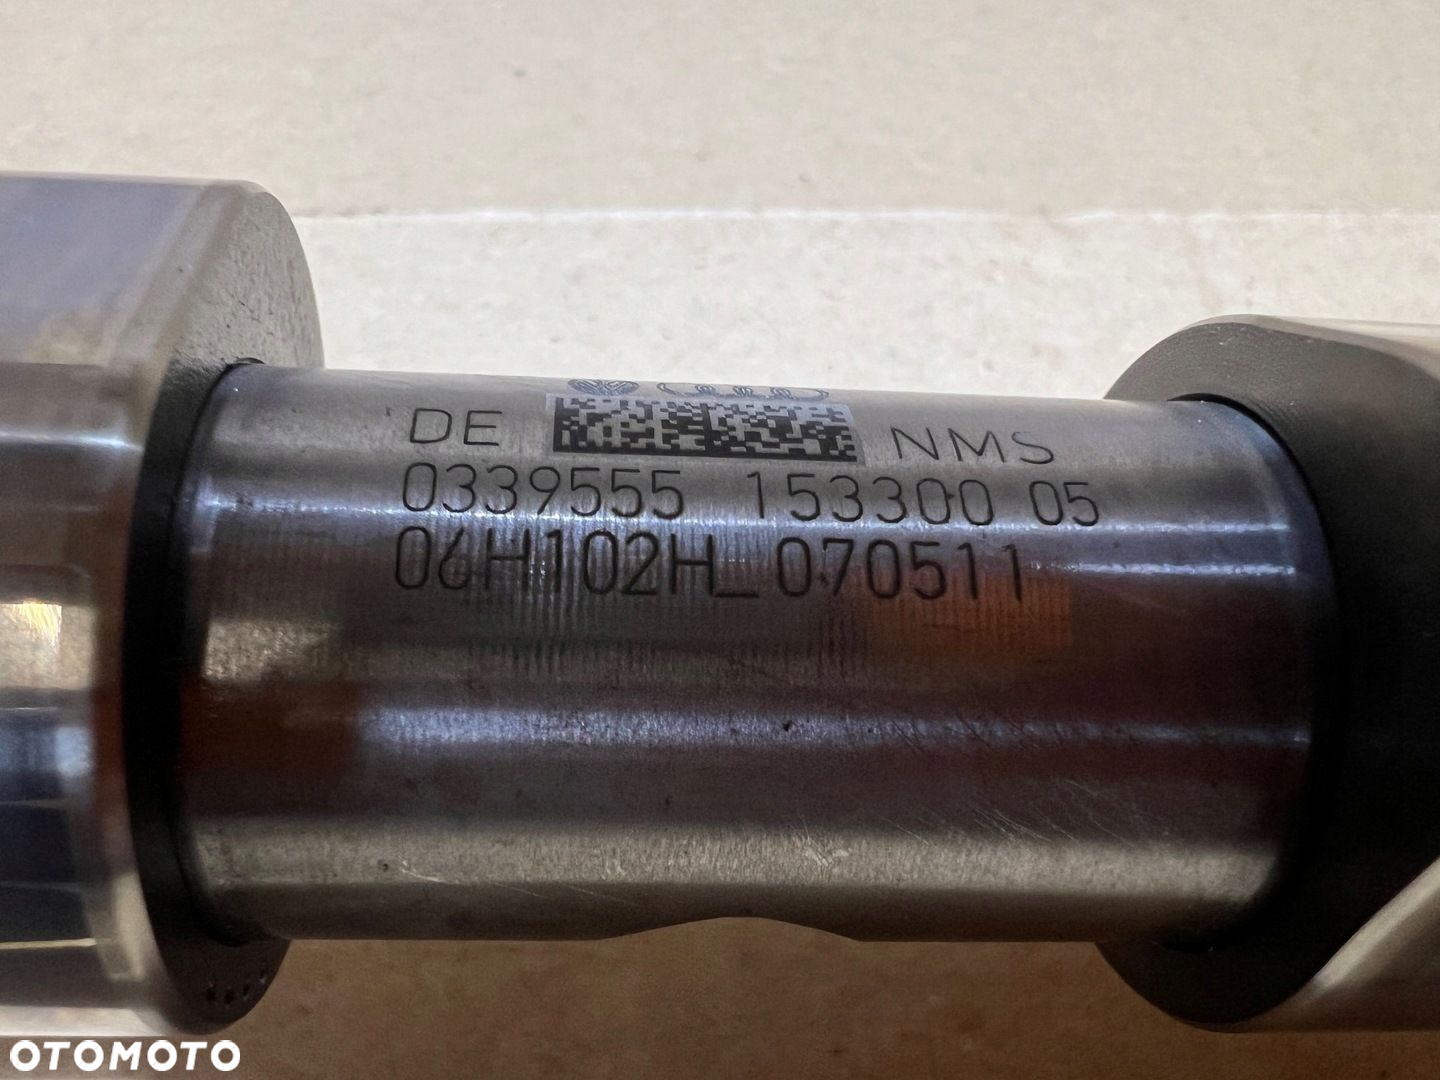 DE NMS
0339555 153300 05
06H102H_070511
OTOMOTO